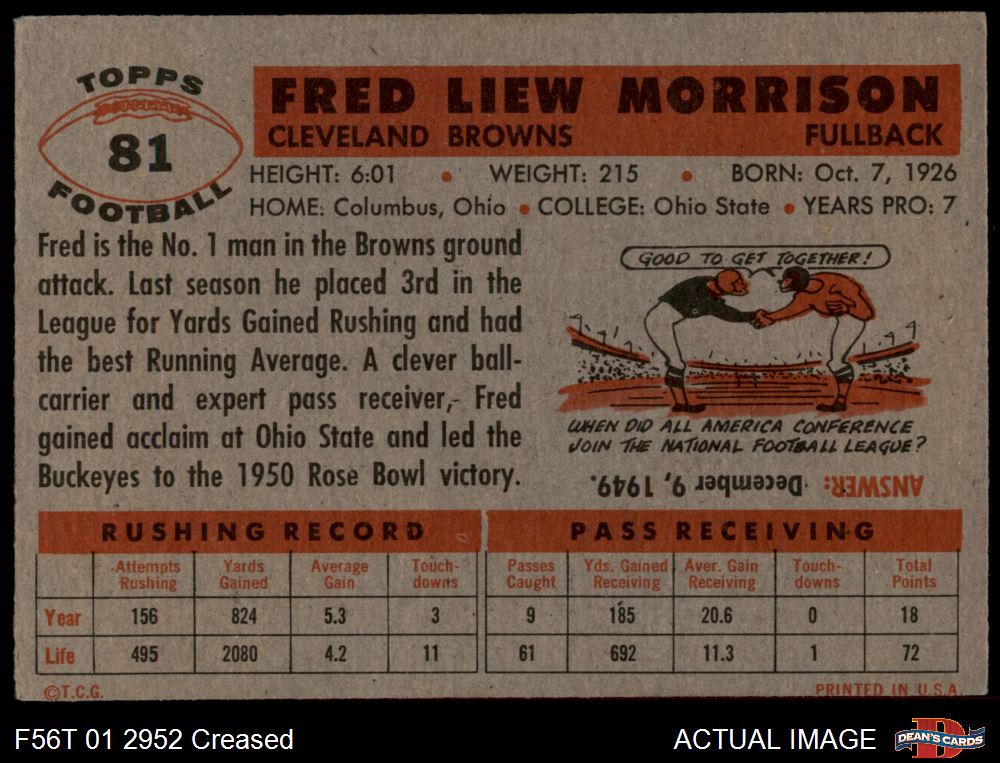 TOPPS
81
FOOTBALL
FRED LIEW MORRISON
CLEVELAND BROWNS FULLBACK
HEIGHT: 6:01 • WEIGHT: 215 • BORN: Oct. 7, 1926
HOME: Columbus, Ohio • COLLEGE: Ohio State • YEARS PRO: 7
Fred is the No. 1 man in the Browns ground
attack. Last season he placed 3rd in the
League for Yards Gained Rushing and had
the best Running Average. A clever ball-
carrier and expert pass receiver, Fred
gained acclaim at Ohio State and led the
Buckeyes to the 1950 Rose Bowl victory.
GOOD TO GET TOGETHER!
WHEN DID ALL AMERICA CONFERENCE
JOIN THE NATIONAL FOOTBALL LEAGUE?
ANSWER: December 9, 1949.
RUSHING RECORD PASS RECEIVING
Attempts Rushing Yards Gained Average Gain Touch-downs Passes Caught Yds. Gained Receiving Aver. Gain Receiving Touch-downs Total Points
Year 156 824 5.3 3 9 185 20.6 0 18
Life 495 2080 4.2 11 61 692 11.3 1 72
©T.C.G. PRINTED IN U.S.A.
F56T 01 2952 Creased ACTUAL IMAGE D DEAN'S CARDS